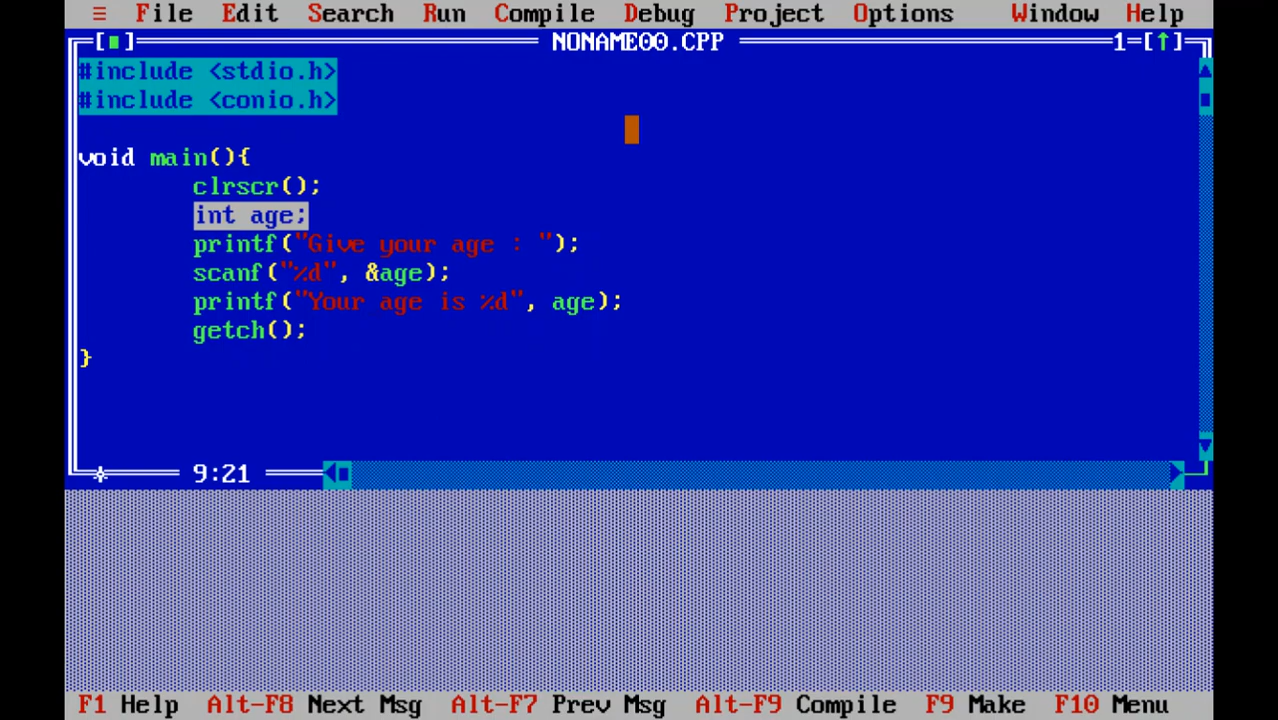 ≡ File Edit Search Run Compile Debug Project Options Window Help
[■] NONAME00.CPP 1=[↑]
#include <stdio.h>
#include <conio.h>
void main(){
clrscr();
int age;
printf("Give your age : ");
scanf("%d", &age);
printf("Your age is %d", age);
getch();
}
9:21
F1 Help Alt-F8 Next Msg Alt-F7 Prev Msg Alt-F9 Compile F9 Make F10 Menu